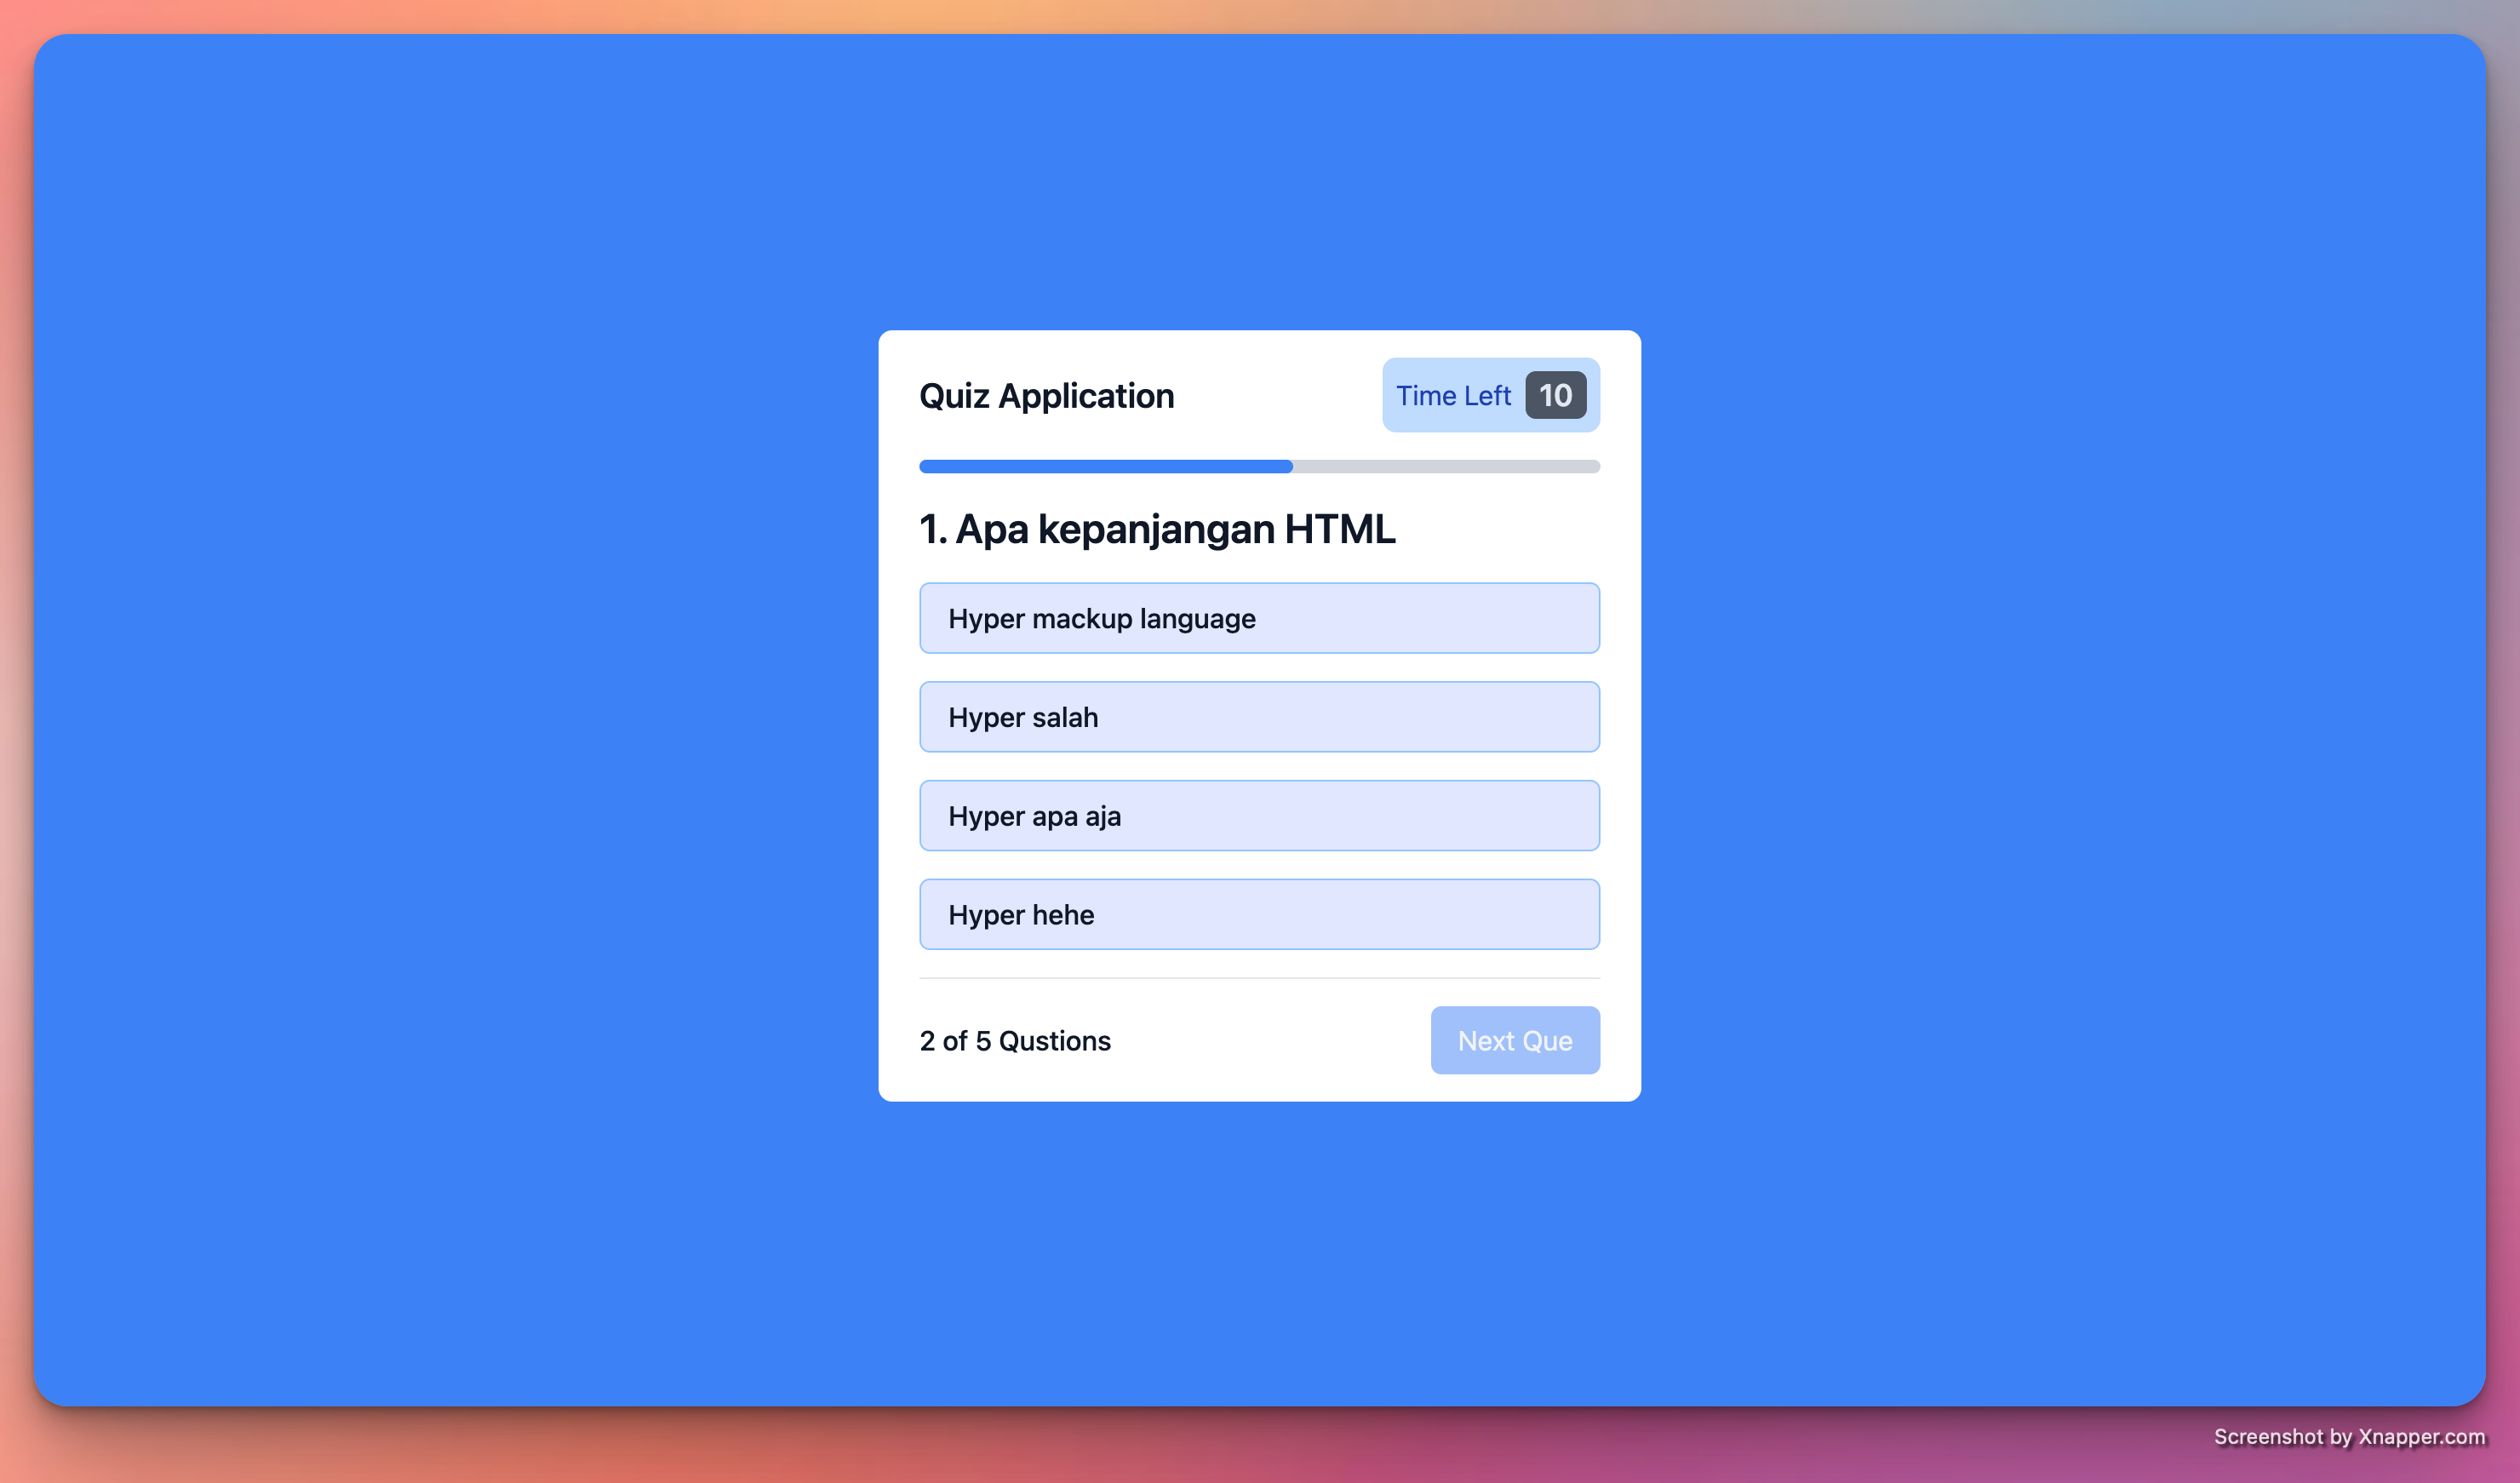 Quiz Application
Time Left 10
1. Apa kepanjangan HTML
Hyper mackup language
Hyper salah
Hyper apa aja
Hyper hehe
2 of 5 Qustions
Next Que
Screenshot by Xnapper.com